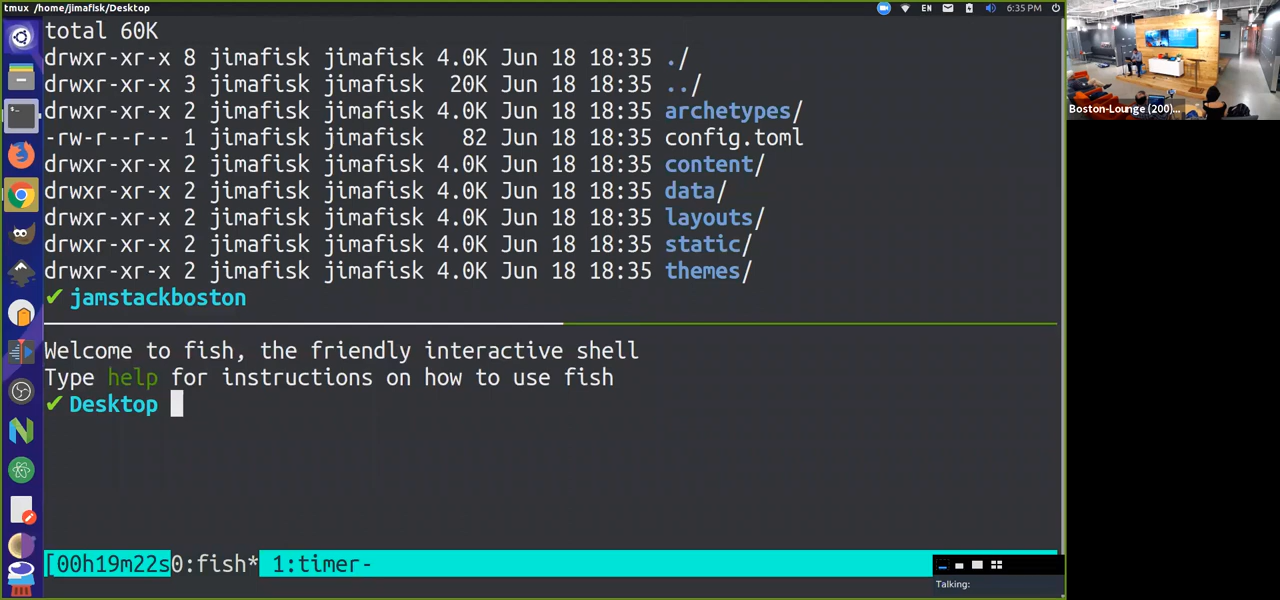 tmux /home/jimafisk/Desktop
EN
6:35 PM
total 60K
drwxr-xr-x 8 jimafisk jimafisk 4.0K Jun 18 18:35 ./
drwxr-xr-x 3 jimafisk jimafisk  20K Jun 18 18:35 ../
drwxr-xr-x 2 jimafisk jimafisk 4.0K Jun 18 18:35 archetypes/
-rw-r--r-- 1 jimafisk jimafisk   82 Jun 18 18:35 config.toml
drwxr-xr-x 2 jimafisk jimafisk 4.0K Jun 18 18:35 content/
drwxr-xr-x 2 jimafisk jimafisk 4.0K Jun 18 18:35 data/
drwxr-xr-x 2 jimafisk jimafisk 4.0K Jun 18 18:35 layouts/
drwxr-xr-x 2 jimafisk jimafisk 4.0K Jun 18 18:35 static/
drwxr-xr-x 2 jimafisk jimafisk 4.0K Jun 18 18:35 themes/
✔ jamstackboston
Welcome to fish, the friendly interactive shell
Type help for instructions on how to use fish
✔ Desktop
[00h19m22s0:fish* 1:timer-
Talking:
Boston-Lounge (200)...